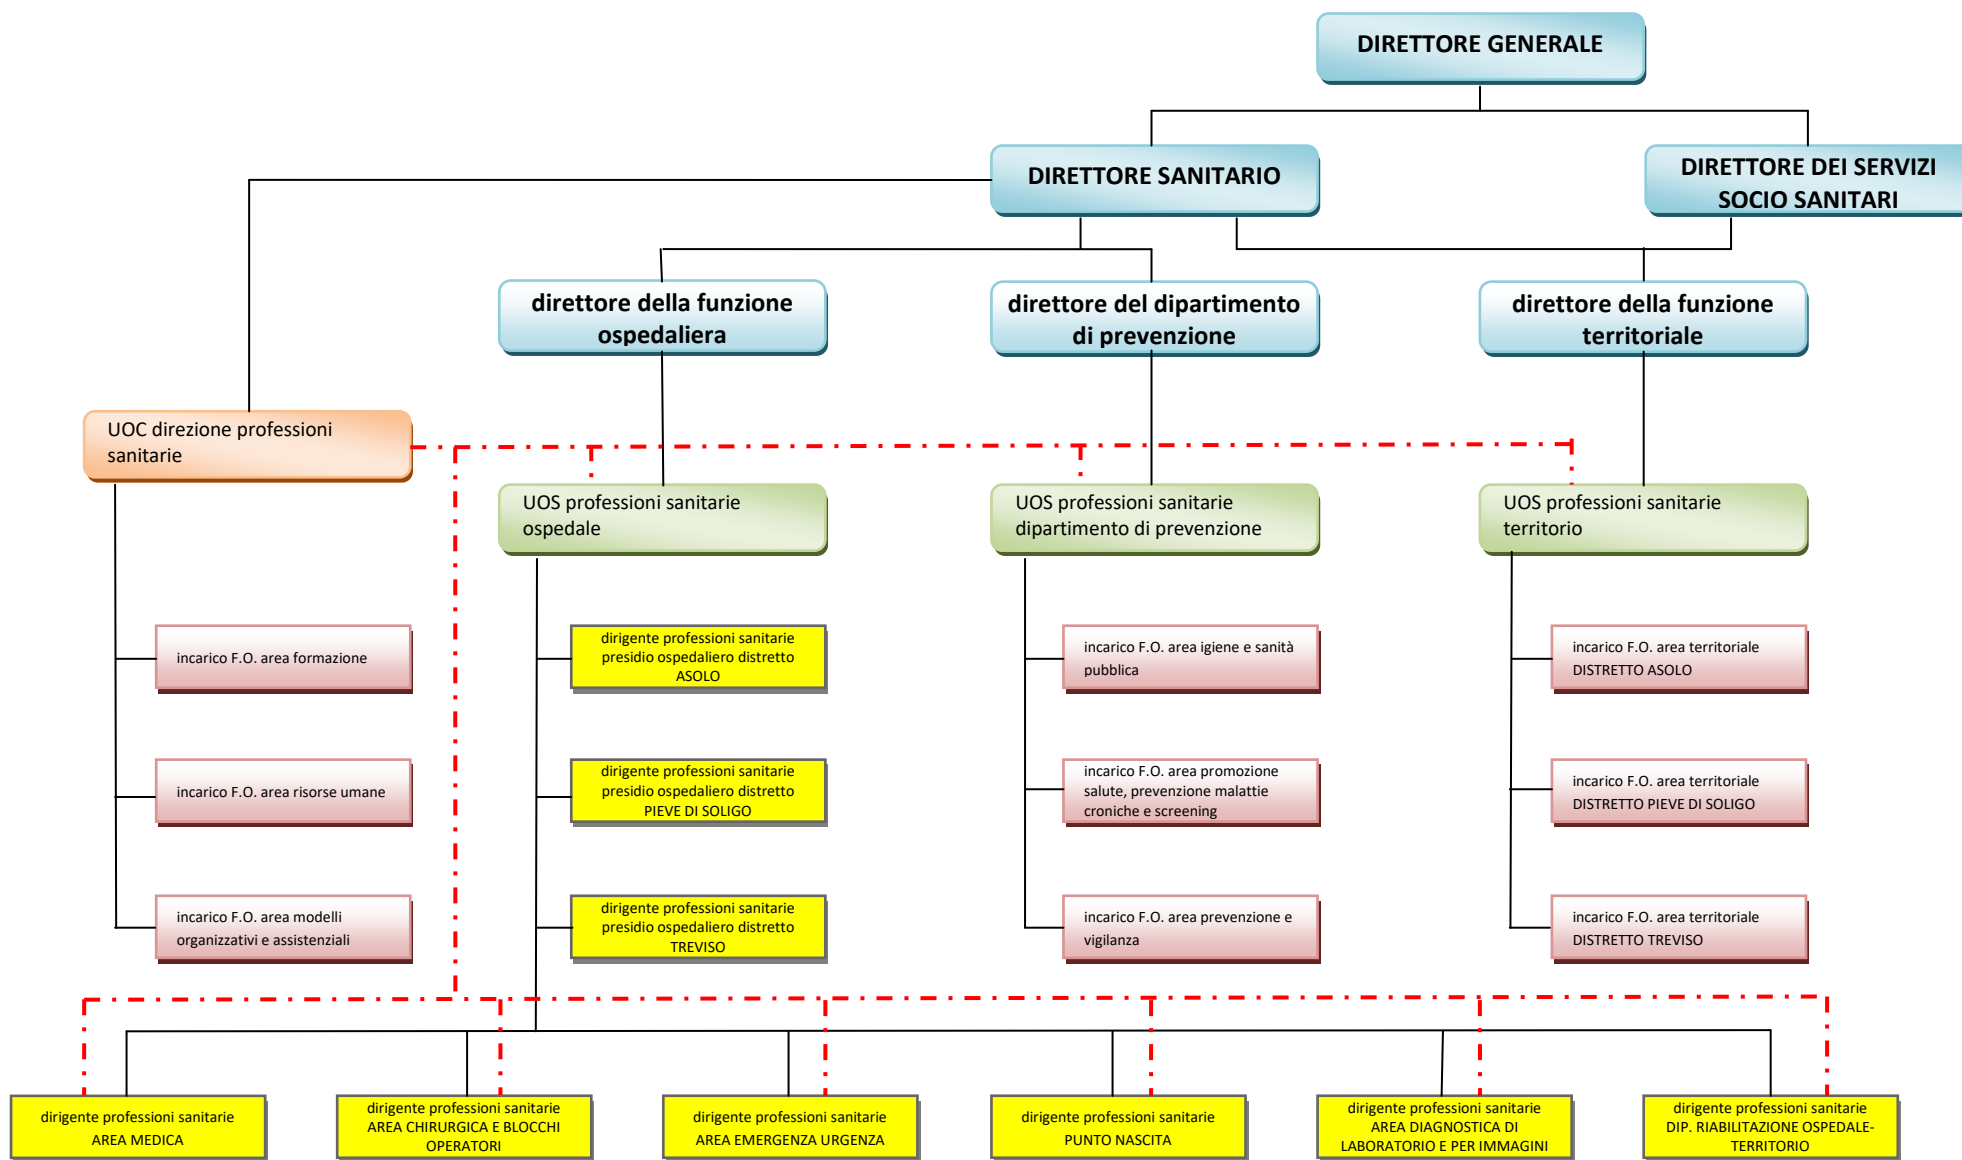 DIRETTORE GENERALE
DIRETTORE SANITARIO
DIRETTORE DEI SERVIZI
SOCIO SANITARI
direttore della funzione
ospedaliera
direttore del dipartimento
di prevenzione
direttore della funzione
territoriale
UOC direzione professioni
sanitarie
UOS professioni sanitarie
ospedale
UOS professioni sanitarie
dipartimento di prevenzione
UOS professioni sanitarie
territorio
incarico F.O. area formazione
dirigente professioni sanitarie
presidio ospedaliero distretto
ASOLO
incarico F.O. area igiene e sanità
pubblica
incarico F.O. area territoriale
DISTRETTO ASOLO
incarico F.O. area risorse umane
dirigente professioni sanitarie
presidio ospedaliero distretto
PIEVE DI SOLIGO
incarico F.O. area promozione
salute, prevenzione malattie
croniche e screening
incarico F.O. area territoriale
DISTRETTO PIEVE DI SOLIGO
incarico F.O. area modelli
organizzativi e assistenziali
dirigente professioni sanitarie
presidio ospedaliero distretto
TREVISO
incarico F.O. area prevenzione e
vigilanza
incarico F.O. area territoriale
DISTRETTO TREVISO
dirigente professioni sanitarie
AREA MEDICA
dirigente professioni sanitarie
AREA CHIRURGICA E BLOCCHI
OPERATORI
dirigente professioni sanitarie
AREA EMERGENZA URGENZA
dirigente professioni sanitarie
PUNTO NASCITA
dirigente professioni sanitarie
AREA DIAGNOSTICA DI
LABORATORIO E PER IMMAGINI
dirigente professioni sanitarie
DIP. RIABILITAZIONE OSPEDALE-
TERRITORIO